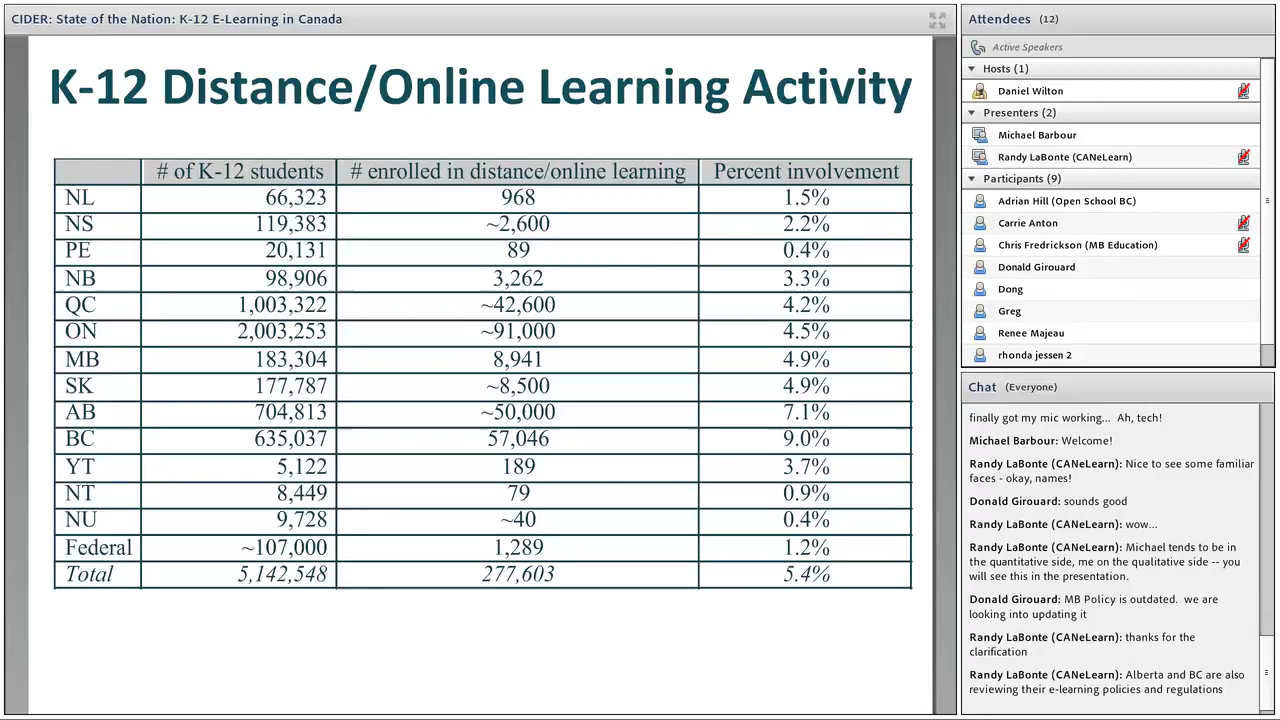 CIDER: State of the Nation: K-12 E-Learning in Canada
K-12 Distance/Online Learning Activity
# of K-12 students # enrolled in distance/online learning Percent involvement
NL 66,323 968 1.5%
NS 119,383 ~2,600 2.2%
PE 20,131 89 0.4%
NB 98,906 3,262 3.3%
QC 1,003,322 ~42,600 4.2%
ON 2,003,253 ~91,000 4.5%
MB 183,304 8,941 4.9%
SK 177,787 ~8,500 4.9%
AB 704,813 ~50,000 7.1%
BC 635,037 57,046 9.0%
YT 5,122 189 3.7%
NT 8,449 79 0.9%
NU 9,728 ~40 0.4%
Federal ~107,000 1,289 1.2%
Total 5,142,548 277,603 5.4%
Attendees (12)
Active Speakers
Hosts (1)
Daniel Wilton
Presenters (2)
Michael Barbour
Randy LaBonte (CANeLearn)
Participants (9)
Adrian Hill (Open School BC)
Carrie Anton
Chris Fredrickson (MB Education)
Donald Girouard
Dong
Greg
Renee Majeau
rhonda jessen 2
Chat (Everyone)
finally got my mic working... Ah, tech!
Michael Barbour: Welcome!
Randy LaBonte (CANeLearn): Nice to see some familiar
faces - okay, names!
Donald Girouard: sounds good
Randy LaBonte (CANeLearn): wow...
Randy LaBonte (CANeLearn): Michael tends to be in
the quantitative side, me on the qualitative side -- you
will see this in the presentation.
Donald Girouard: MB Policy is outdated. we are
looking into updating it
Randy LaBonte (CANeLearn): thanks for the
clarification
Randy LaBonte (CANeLearn): Alberta and BC are also
reviewing their e-learning policies and regulations